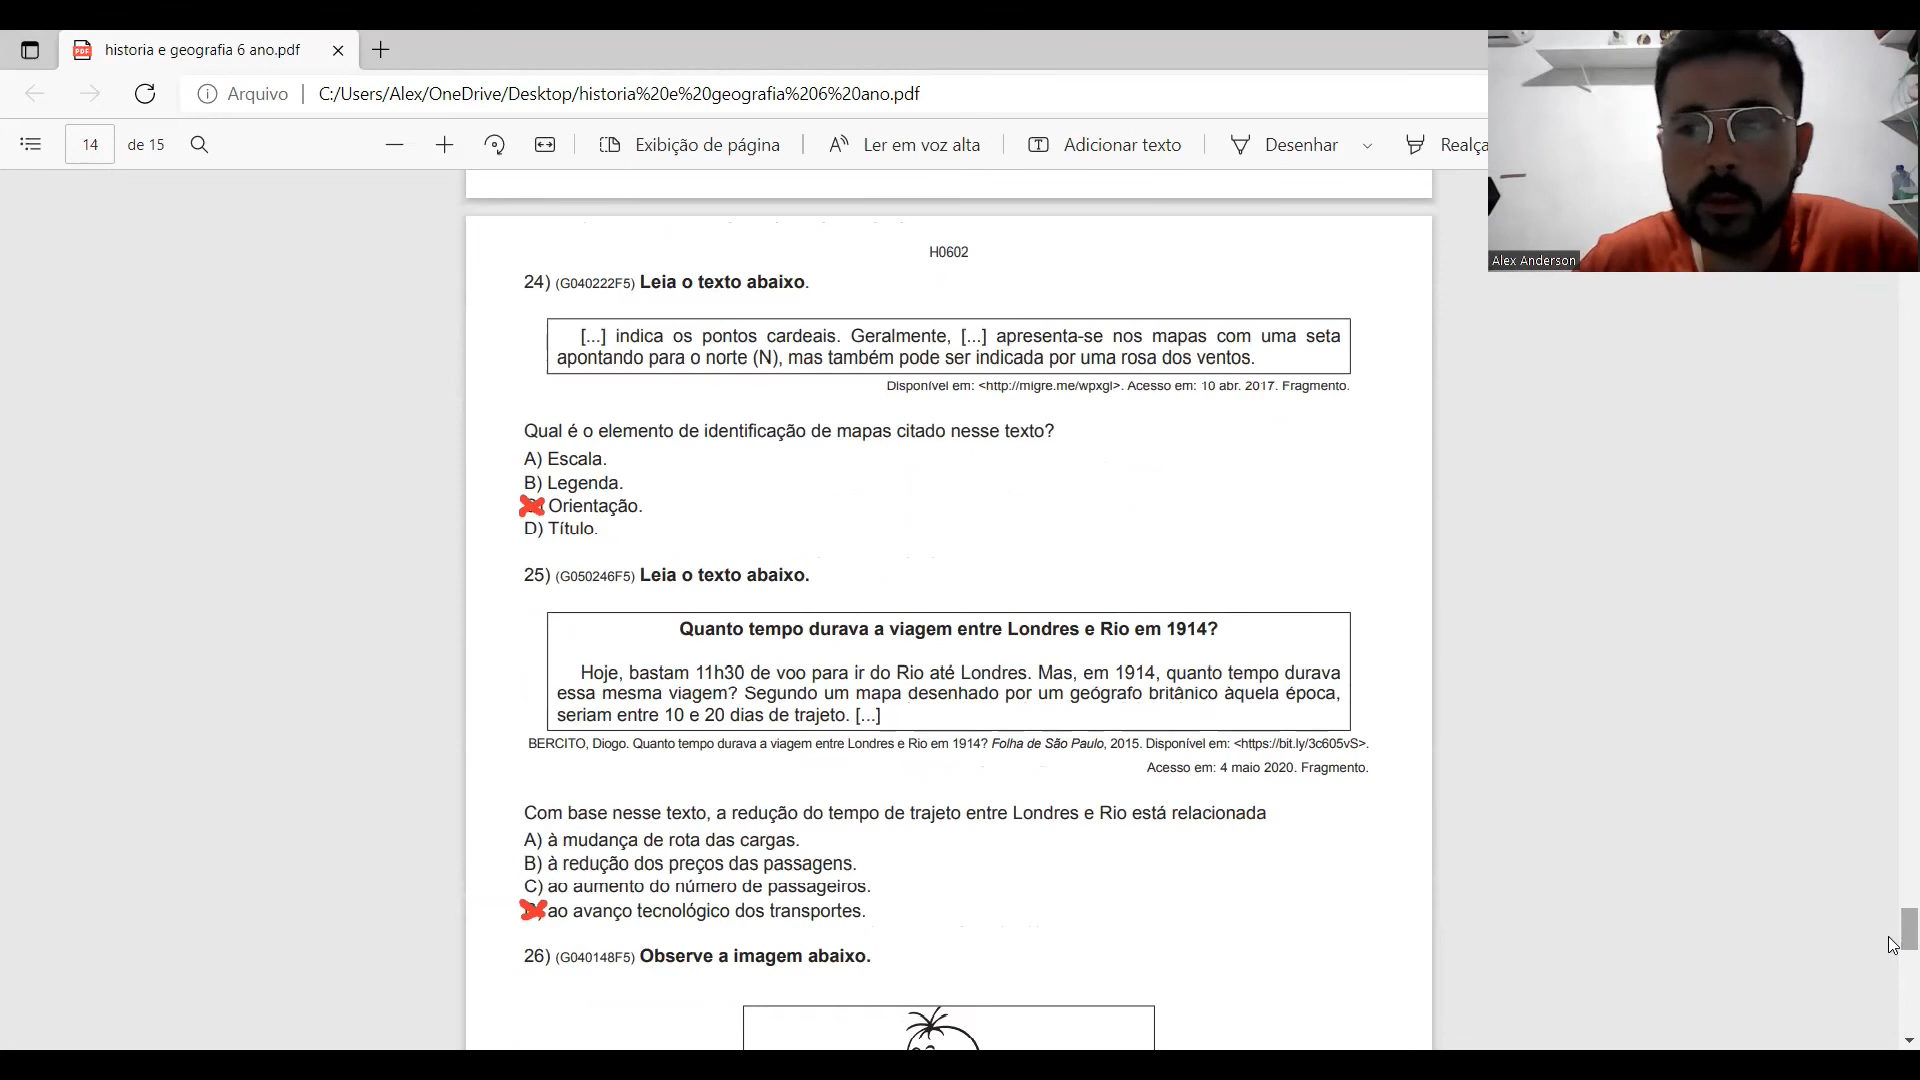 historia e geografia 6 ano.pdf
Arquivo
C:/Users/Alex/OneDrive/Desktop/historia%20e%20geografia%206%20ano.pdf
14 de 15
Exibição de página
Ler em voz alta
Adicionar texto
Desenhar
Realça
Alex Anderson
H0602
24) (G040222F5) Leia o texto abaixo.
[...] indica os pontos cardeais. Geralmente, [...] apresenta-se nos mapas com uma seta
apontando para o norte (N), mas também pode ser indicada por uma rosa dos ventos.
Disponível em: <http://migre.me/wpxgl>. Acesso em: 10 abr. 2017. Fragmento.
Qual é o elemento de identificação de mapas citado nesse texto?
A) Escala.
B) Legenda.
Orientação.
D) Título.
25) (G050246F5) Leia o texto abaixo.
Quanto tempo durava a viagem entre Londres e Rio em 1914?
Hoje, bastam 11h30 de voo para ir do Rio até Londres. Mas, em 1914, quanto tempo durava
essa mesma viagem? Segundo um mapa desenhado por um geógrafo britânico àquela época,
seriam entre 10 e 20 dias de trajeto. [...]
BERCITO, Diogo. Quanto tempo durava a viagem entre Londres e Rio em 1914? Folha de São Paulo, 2015. Disponível em: <https://bit.ly/3c605vS>.
Acesso em: 4 maio 2020. Fragmento.
Com base nesse texto, a redução do tempo de trajeto entre Londres e Rio está relacionada
A) à mudança de rota das cargas.
B) à redução dos preços das passagens.
C) ao aumento do número de passageiros.
ao avanço tecnológico dos transportes.
26) (G040148F5) Observe a imagem abaixo.